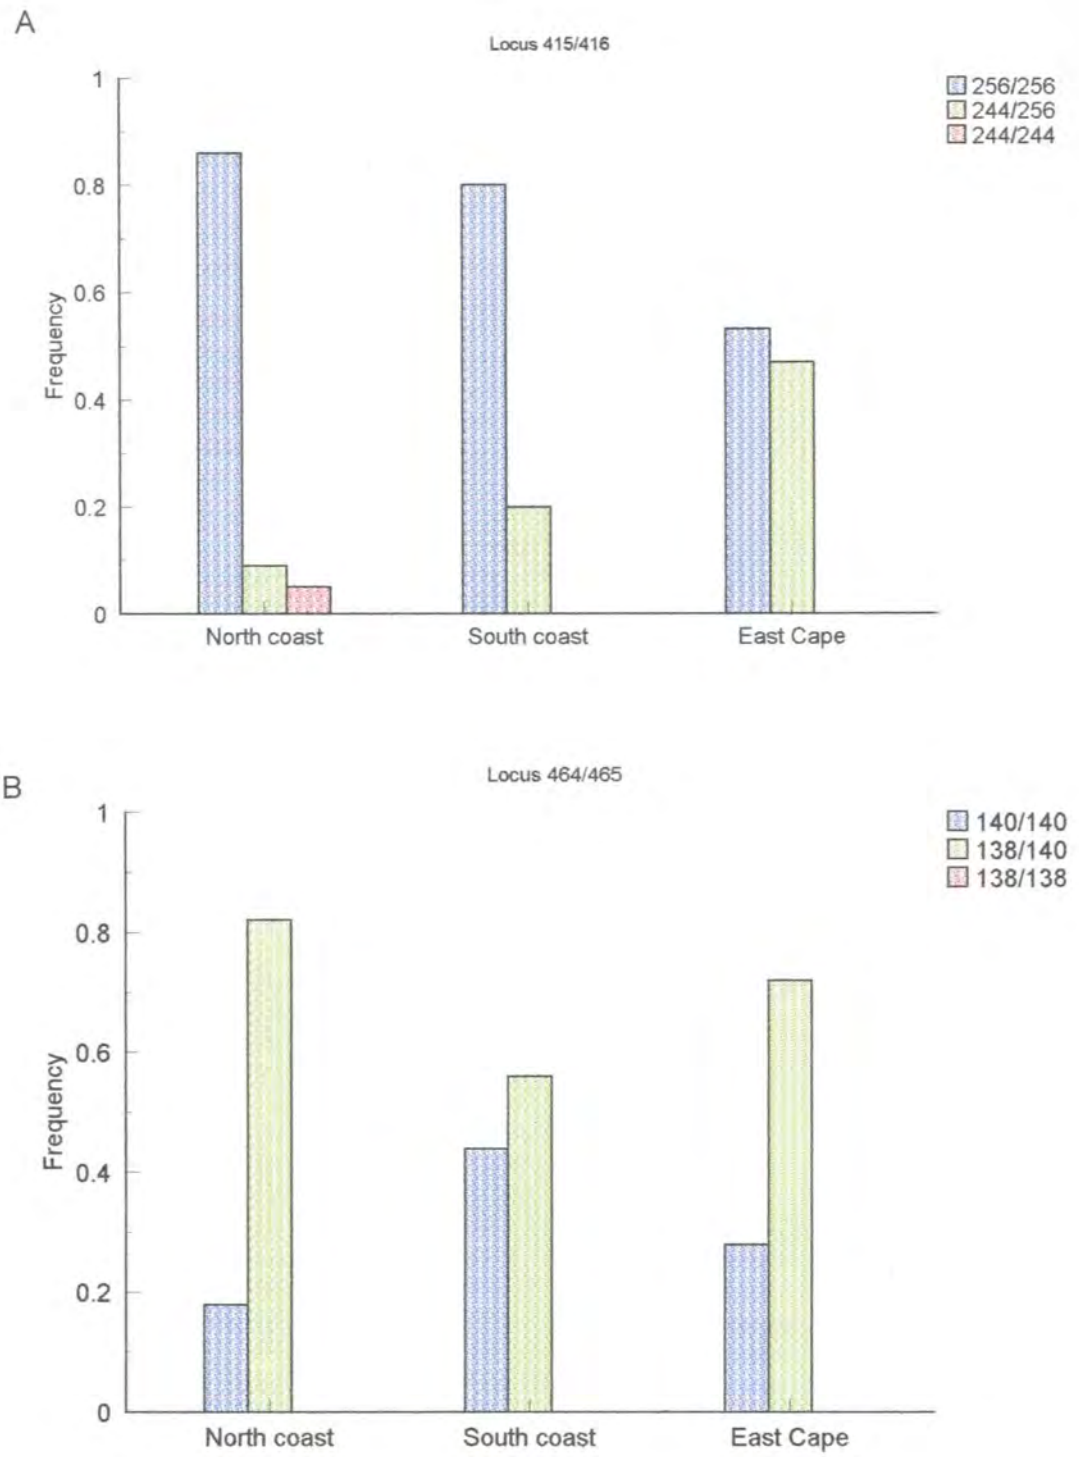 A
Locus 415/416
1
0.8
0.6
0.4
0.2
0
Frequency
256/256
244/256
244/244
North coast
South coast
East Cape
B
Locus 464/465
1
0.8
0.6
0.4
0.2
0
Frequency
140/140
138/140
138/138
North coast
South coast
East Cape